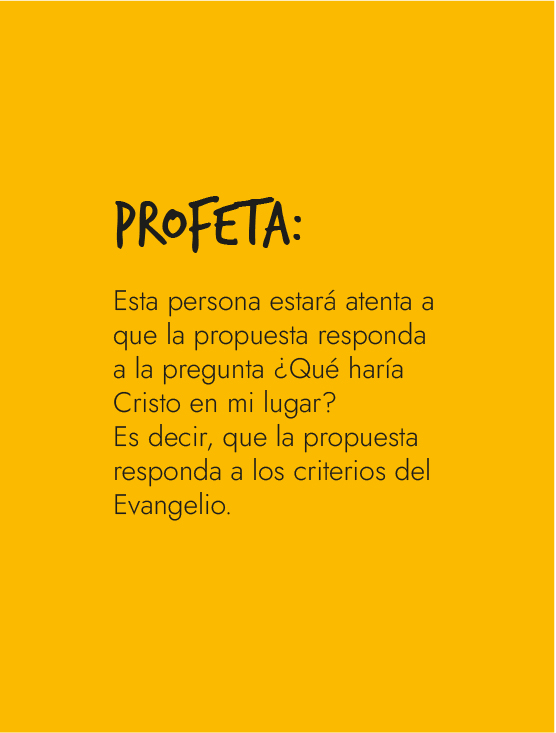 PROFETA:
Esta persona estará atenta a
que la propuesta responda
a la pregunta ¿Qué haría
Cristo en mi lugar?
Es decir, que la propuesta
responda a los criterios del
Evangelio.